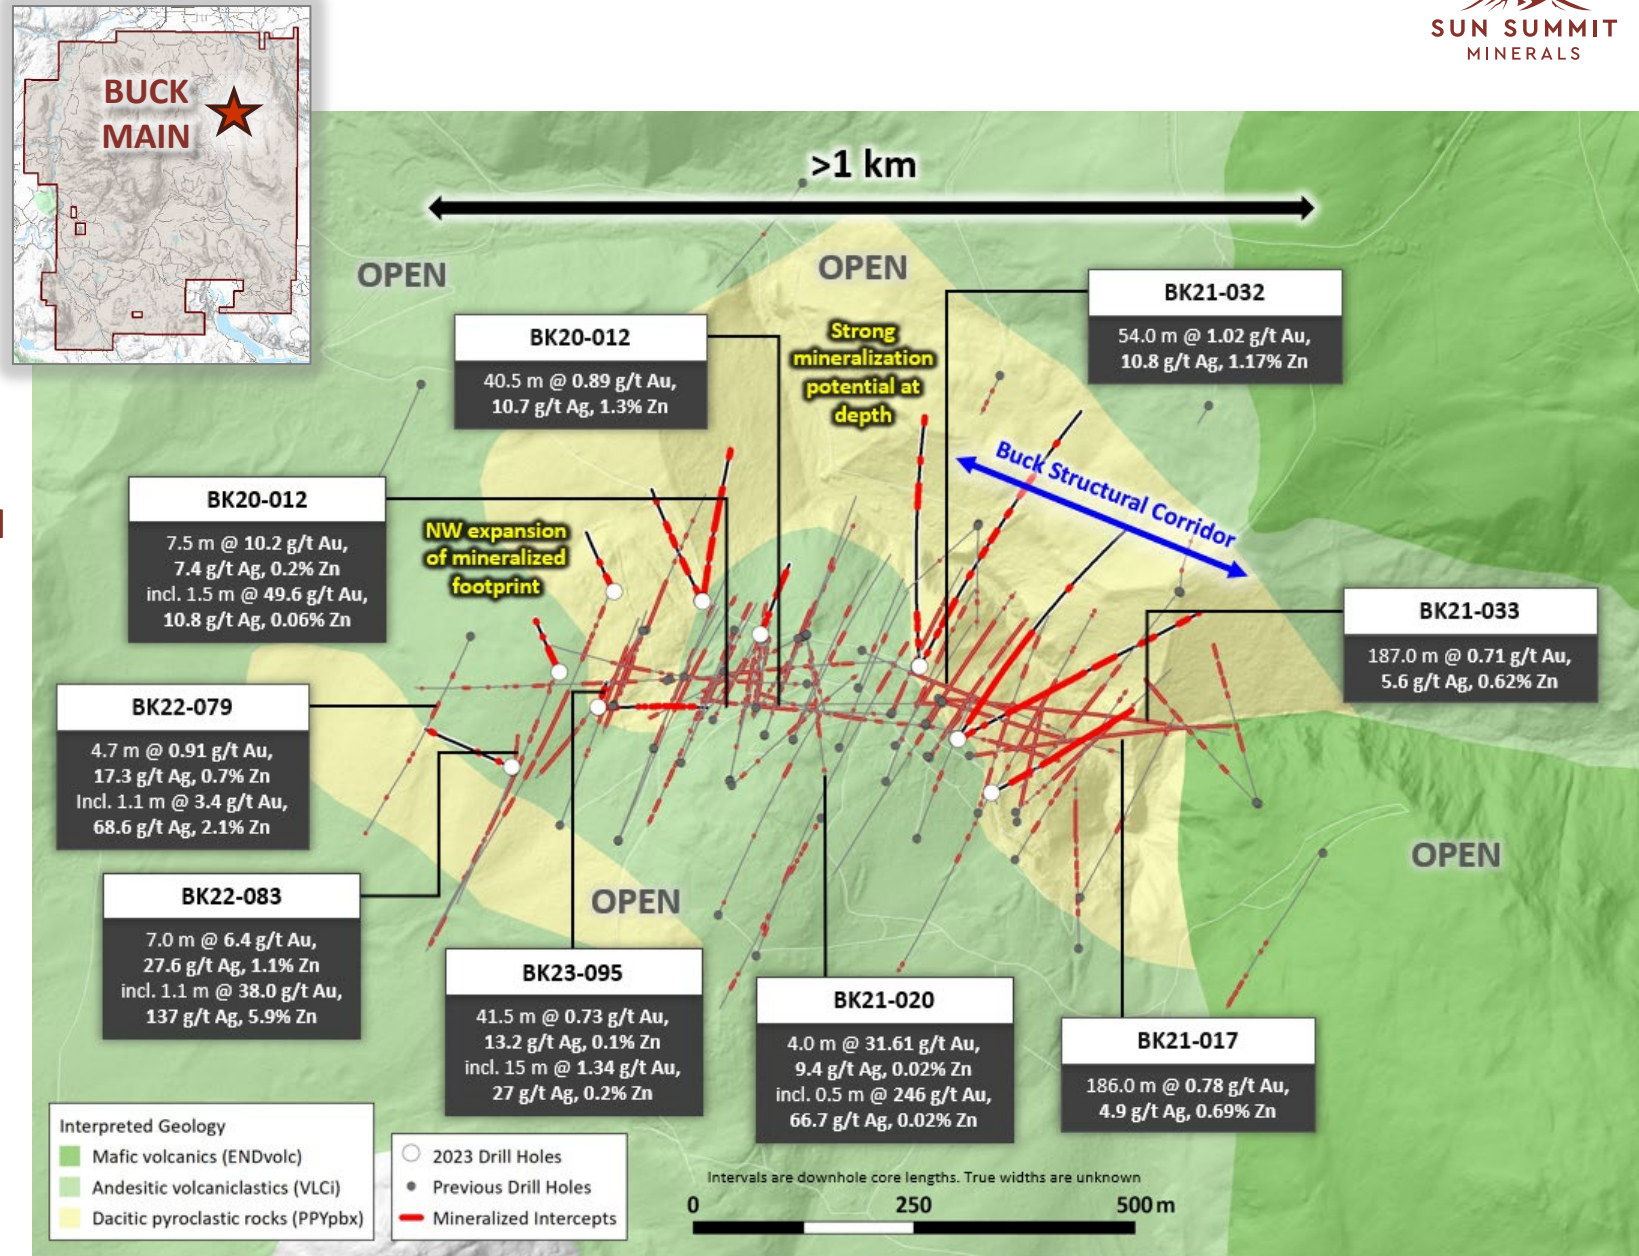 SUN SUMMIT
MINERALS
BUCK
MAIN
>1 km
OPEN
OPEN
BK21-032
54.0 m @ 1.02 g/t Au,
10.8 g/t Ag, 1.17% Zn
BK20-012
40.5 m @ 0.89 g/t Au,
10.7 g/t Ag, 1.3% Zn
Strong
mineralization
potential at
depth
Buck Structural Corridor
BK20-012
7.5 m @ 10.2 g/t Au,
7.4 g/t Ag, 0.2% Zn
incl. 1.5 m @ 49.6 g/t Au,
10.8 g/t Ag, 0.06% Zn
NW expansion
of mineralized
footprint
BK21-033
187.0 m @ 0.71 g/t Au,
5.6 g/t Ag, 0.62% Zn
BK22-079
4.7 m @ 0.91 g/t Au,
17.3 g/t Ag, 0.7% Zn
Incl. 1.1 m @ 3.4 g/t Au,
68.6 g/t Ag, 2.1% Zn
OPEN
BK22-083
7.0 m @ 6.4 g/t Au,
27.6 g/t Ag, 1.1% Zn
incl. 1.1 m @ 38.0 g/t Au,
137 g/t Ag, 5.9% Zn
OPEN
BK23-095
41.5 m @ 0.73 g/t Au,
13.2 g/t Ag, 0.1% Zn
incl. 15 m @ 1.34 g/t Au,
27 g/t Ag, 0.2% Zn
BK21-020
4.0 m @ 31.61 g/t Au,
9.4 g/t Ag, 0.02% Zn
incl. 0.5 m @ 246 g/t Au,
66.7 g/t Ag, 0.02% Zn
BK21-017
186.0 m @ 0.78 g/t Au,
4.9 g/t Ag, 0.69% Zn
Interpreted Geology
Mafic volcanics (ENDvolc)
Andesitic volcaniclastics (VLCi)
Dacitic pyroclastic rocks (PPYpbx)
2023 Drill Holes
Previous Drill Holes
Mineralized Intercepts
Intervals are downhole core lengths. True widths are unknown
0 250 500 m